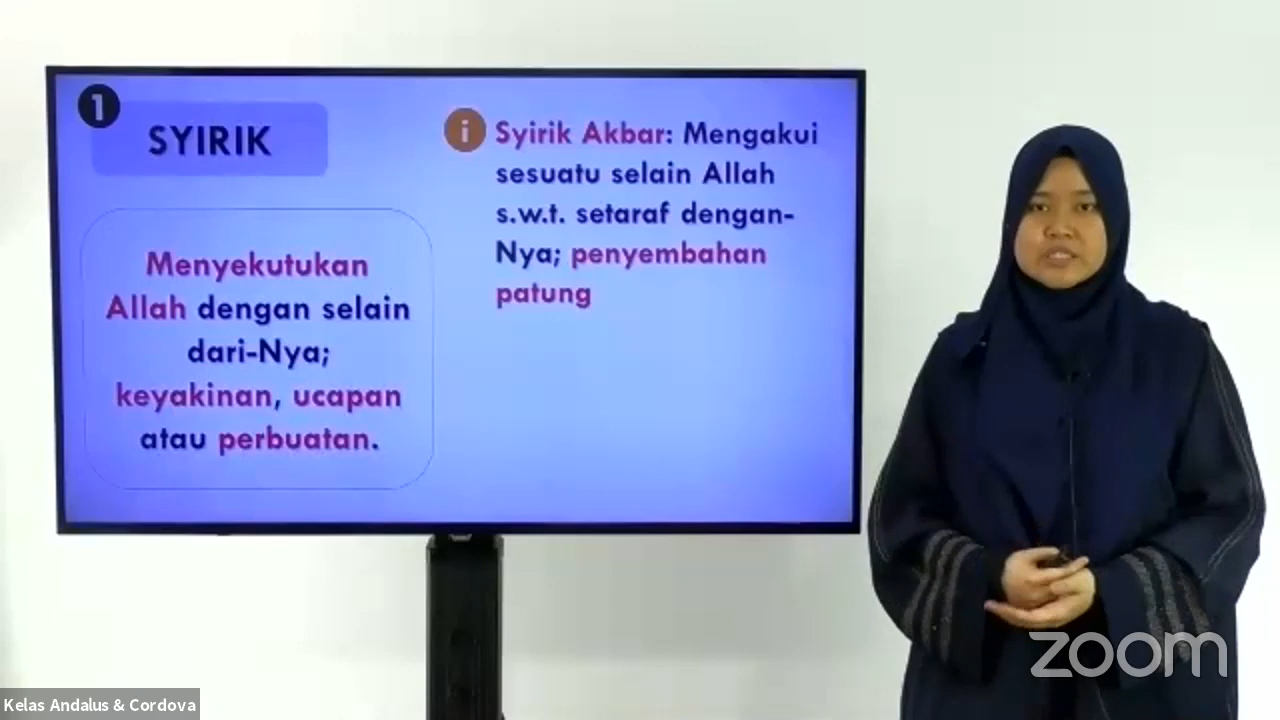 1
SYIRIK
Menyekutukan
Allah dengan selain
dari-Nya;
keyakinan, ucapan
atau perbuatan.
i Syirik Akbar: Mengakui
sesuatu selain Allah
s.w.t. setaraf dengan-
Nya; penyembahan
patung
zoom
Kelas Andalus & Cordova